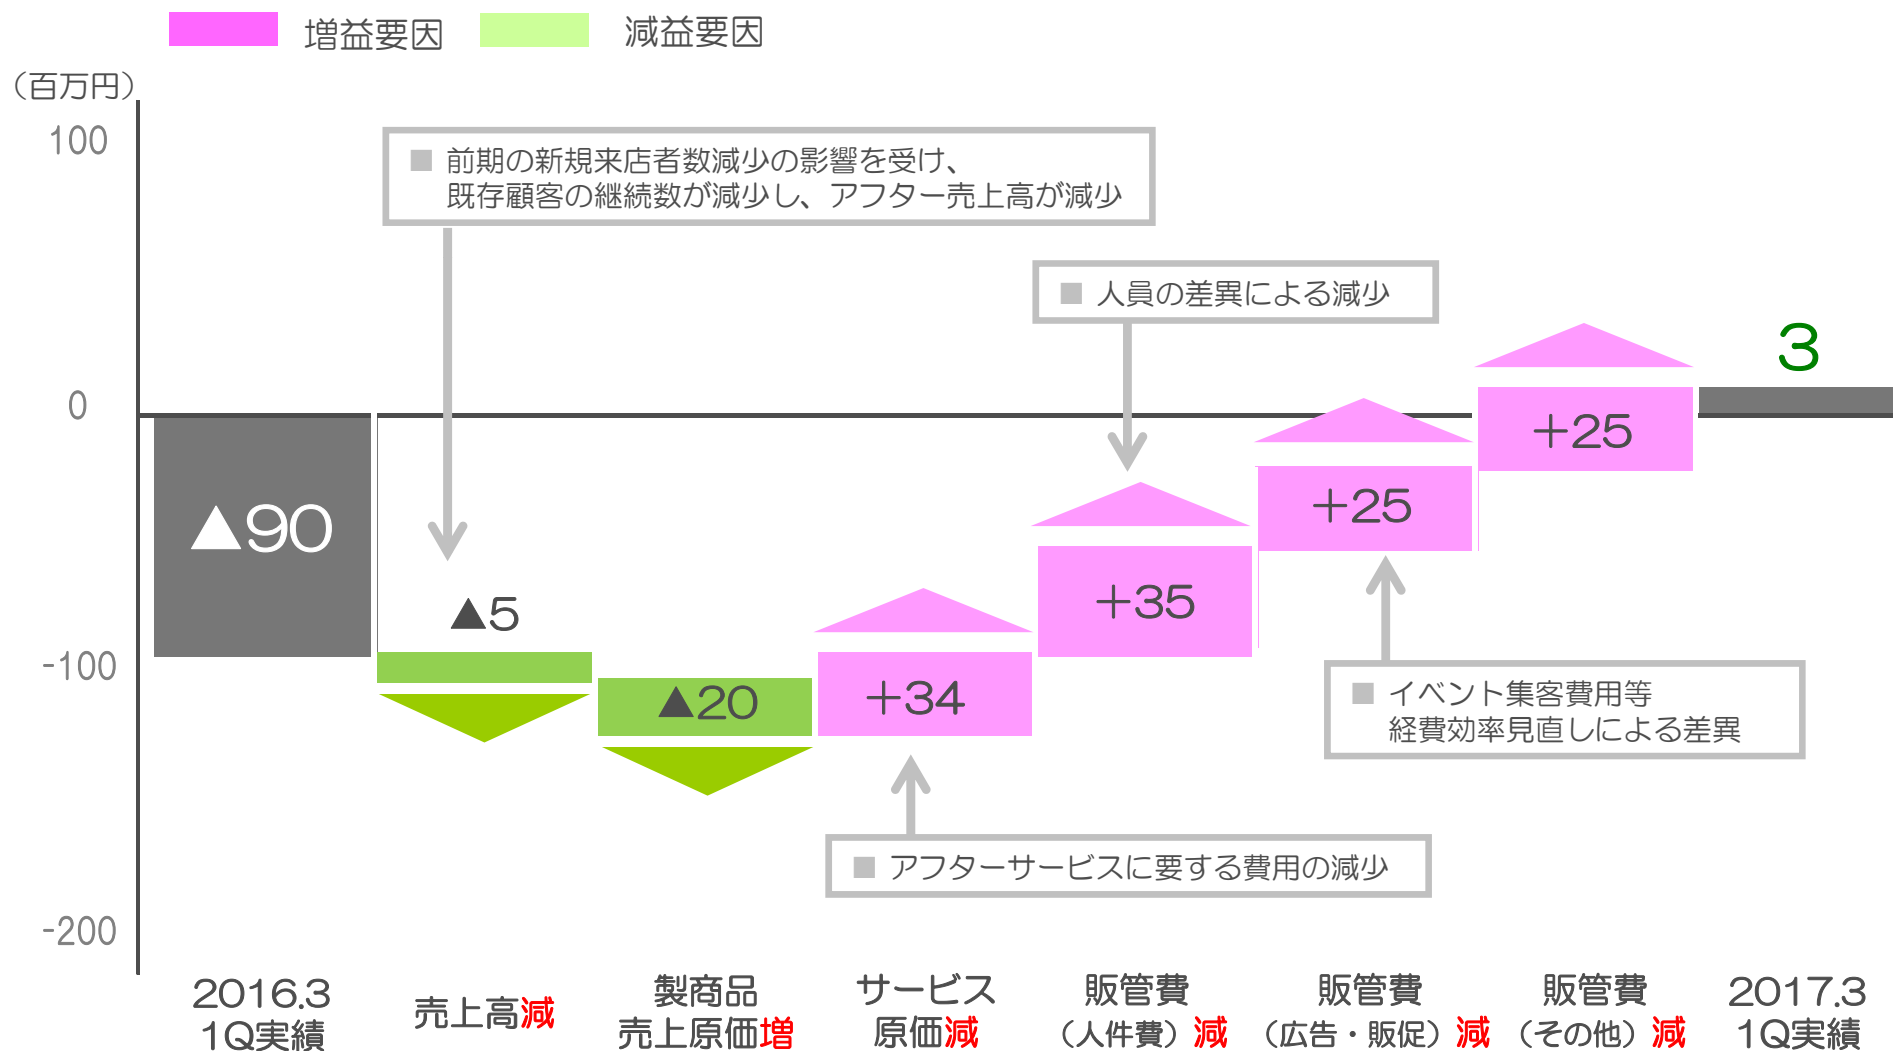 増益要因 減益要因
（百万円）
100
0
-100
-200
■ 前期の新規来店者数減少の影響を受け、
既存顧客の継続数が減少し、アフター売上高が減少
■ 人員の差異による減少
3
▲90
▲5
▲20
+34
+35
+25
+25
■ イベント集客費用等
経費効率見直しによる差異
■ アフターサービスに要する費用の減少
2016.3
1Q実績
売上高減
製商品
売上原価増
サービス
原価減
販管費
（人件費）減
販管費
（広告・販促）減
販管費
（その他）減
2017.3
1Q実績